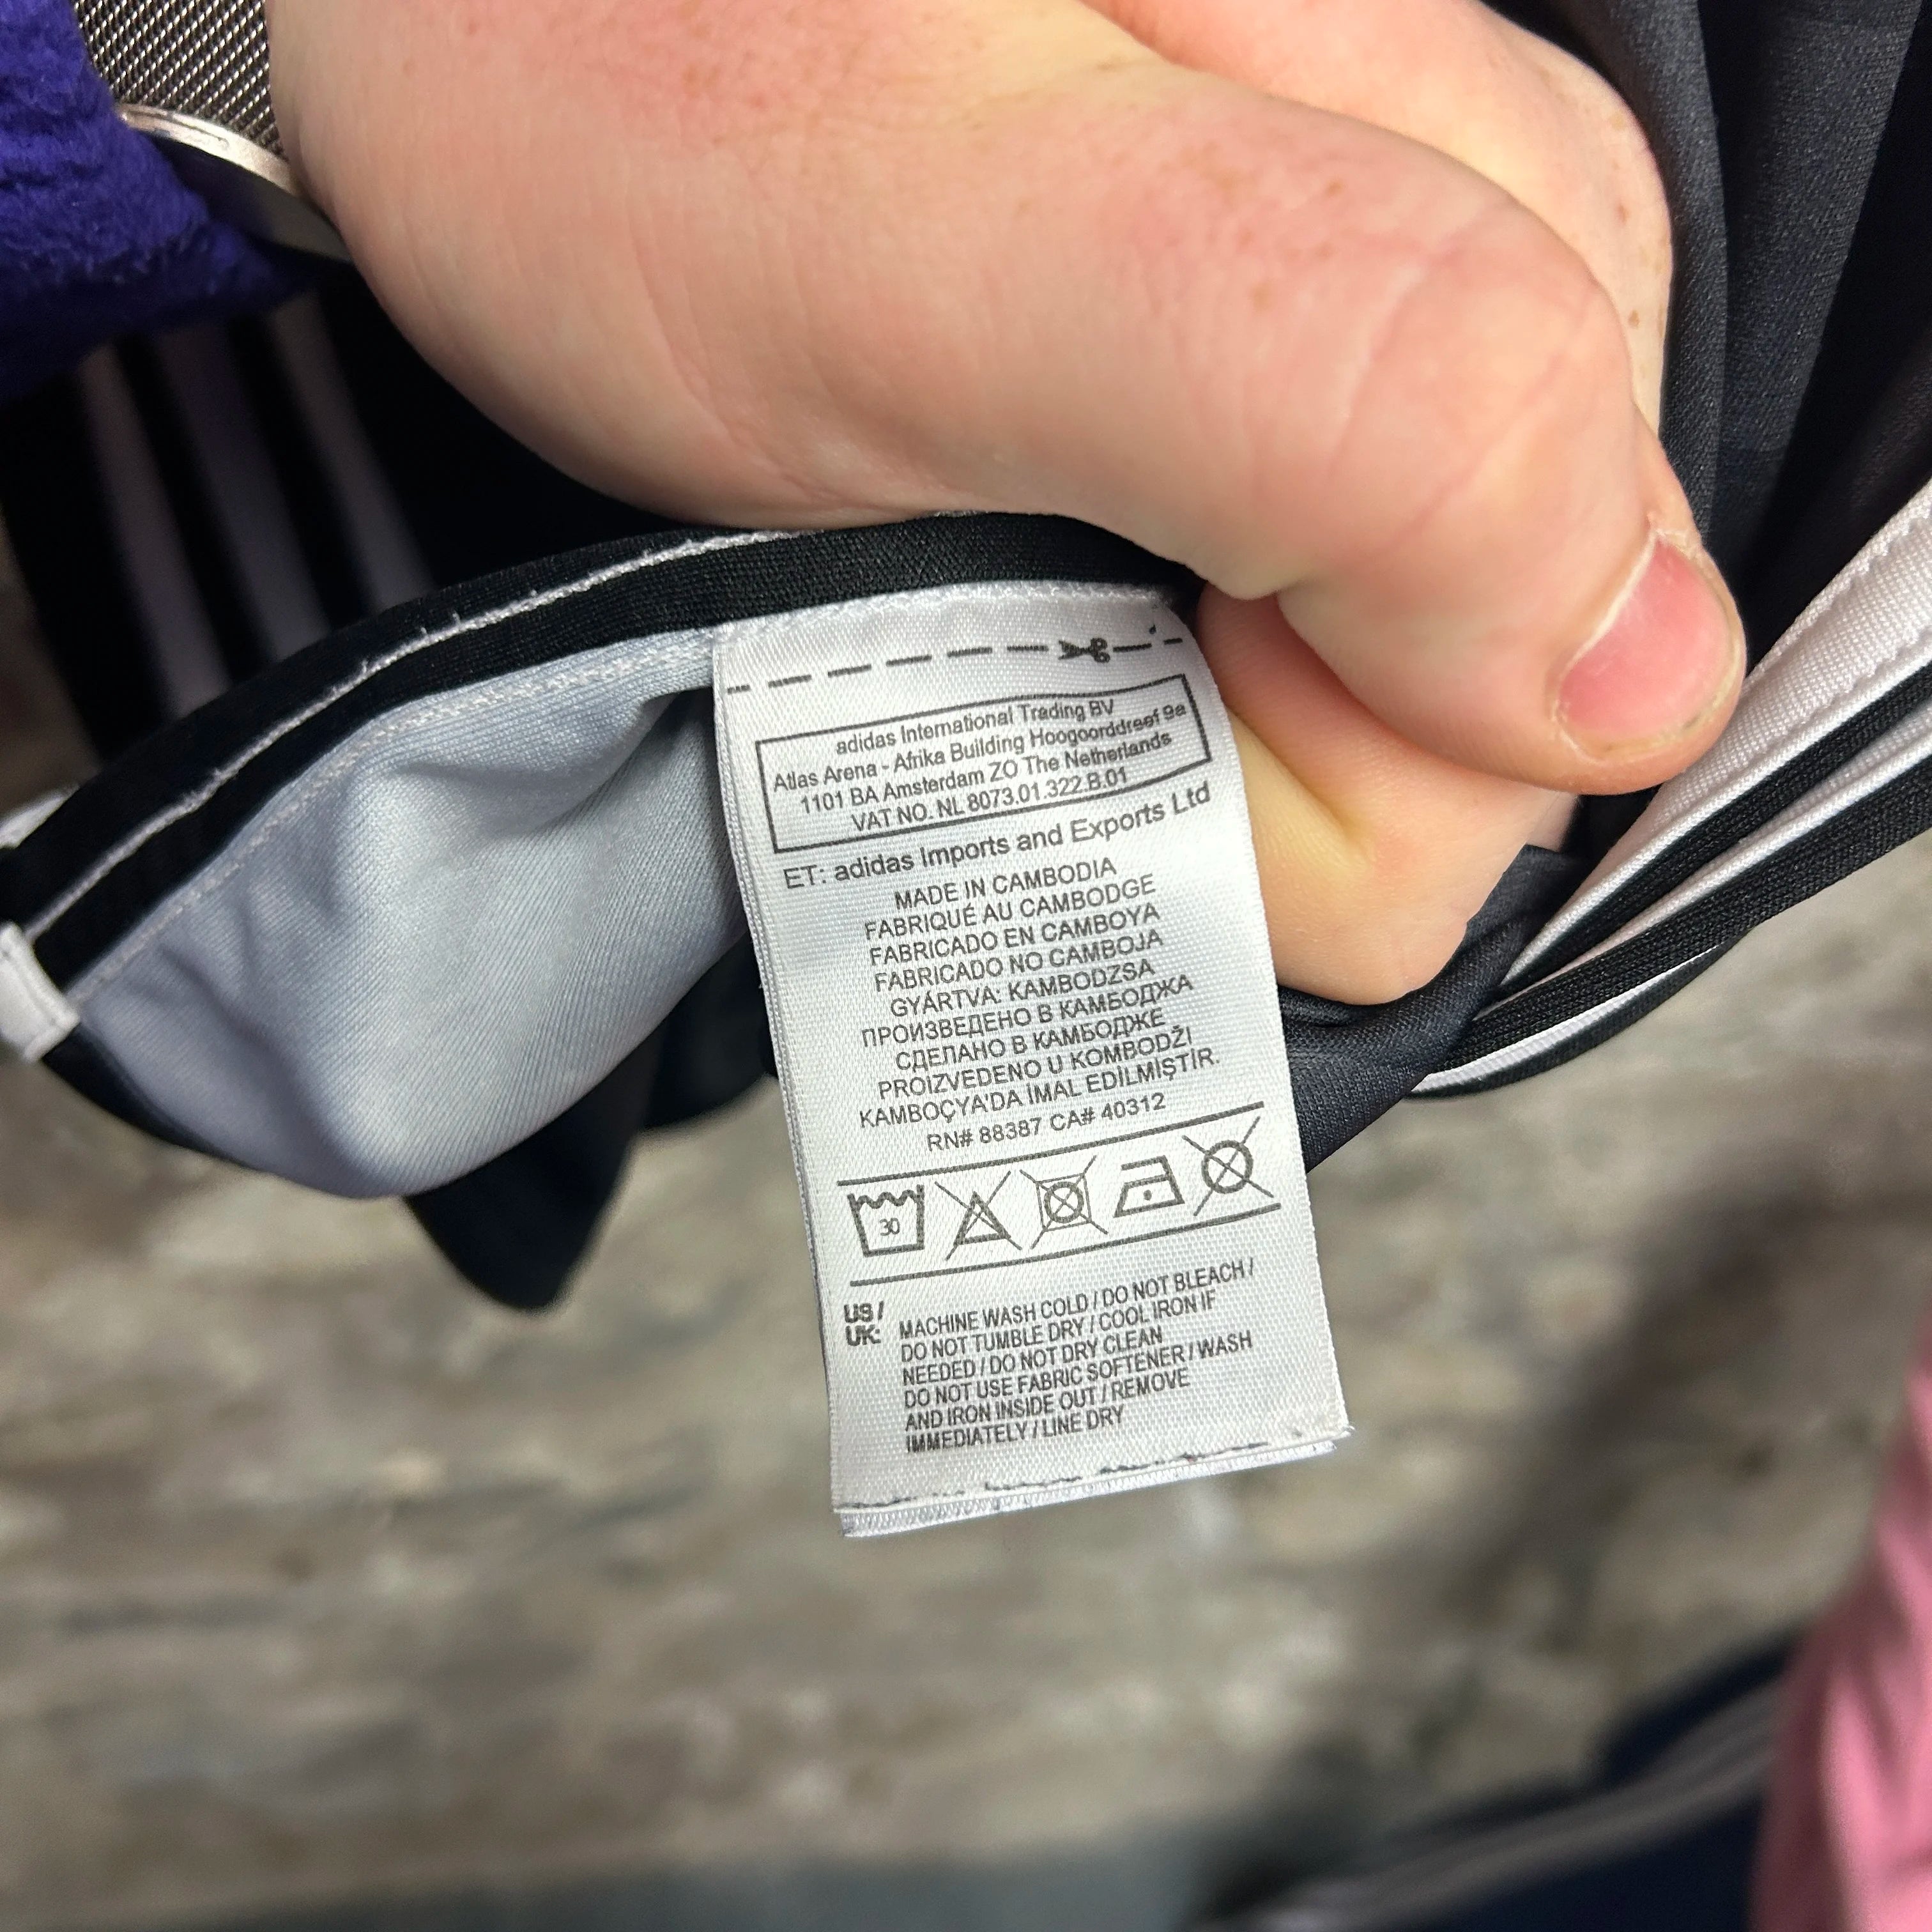 adidas International Trading BV
Atlas Arena - Afrika Building Hoogoorddreef 9a
1101 BA Amsterdam ZO The Netherlands
VAT NO. NL 8073.01.322.B.01
ET: adidas Imports and Exports Ltd
MADE IN CAMBODIA
FABRIQUÉ AU CAMBODGE
FABRICADO EN CAMBOYA
FABRICADO NO CAMBOJA
GYÁRTVA: KAMBODZSA
ПРОИЗВЕДЕНО В КАМБОДЖА
СДЕЛАНО В КАМБОДЖЕ
PROIZVEDENO U KOMBODŽI
KAMBOÇYA'DA İMAL EDİLMİŞTİR.
RN# 88387 CA# 40312
30
US / UK: MACHINE WASH COLD / DO NOT BLEACH /
DO NOT TUMBLE DRY / COOL IRON IF
NEEDED / DO NOT DRY CLEAN
DO NOT USE FABRIC SOFTENER / WASH
AND IRON INSIDE OUT / REMOVE
IMMEDIATELY / LINE DRY